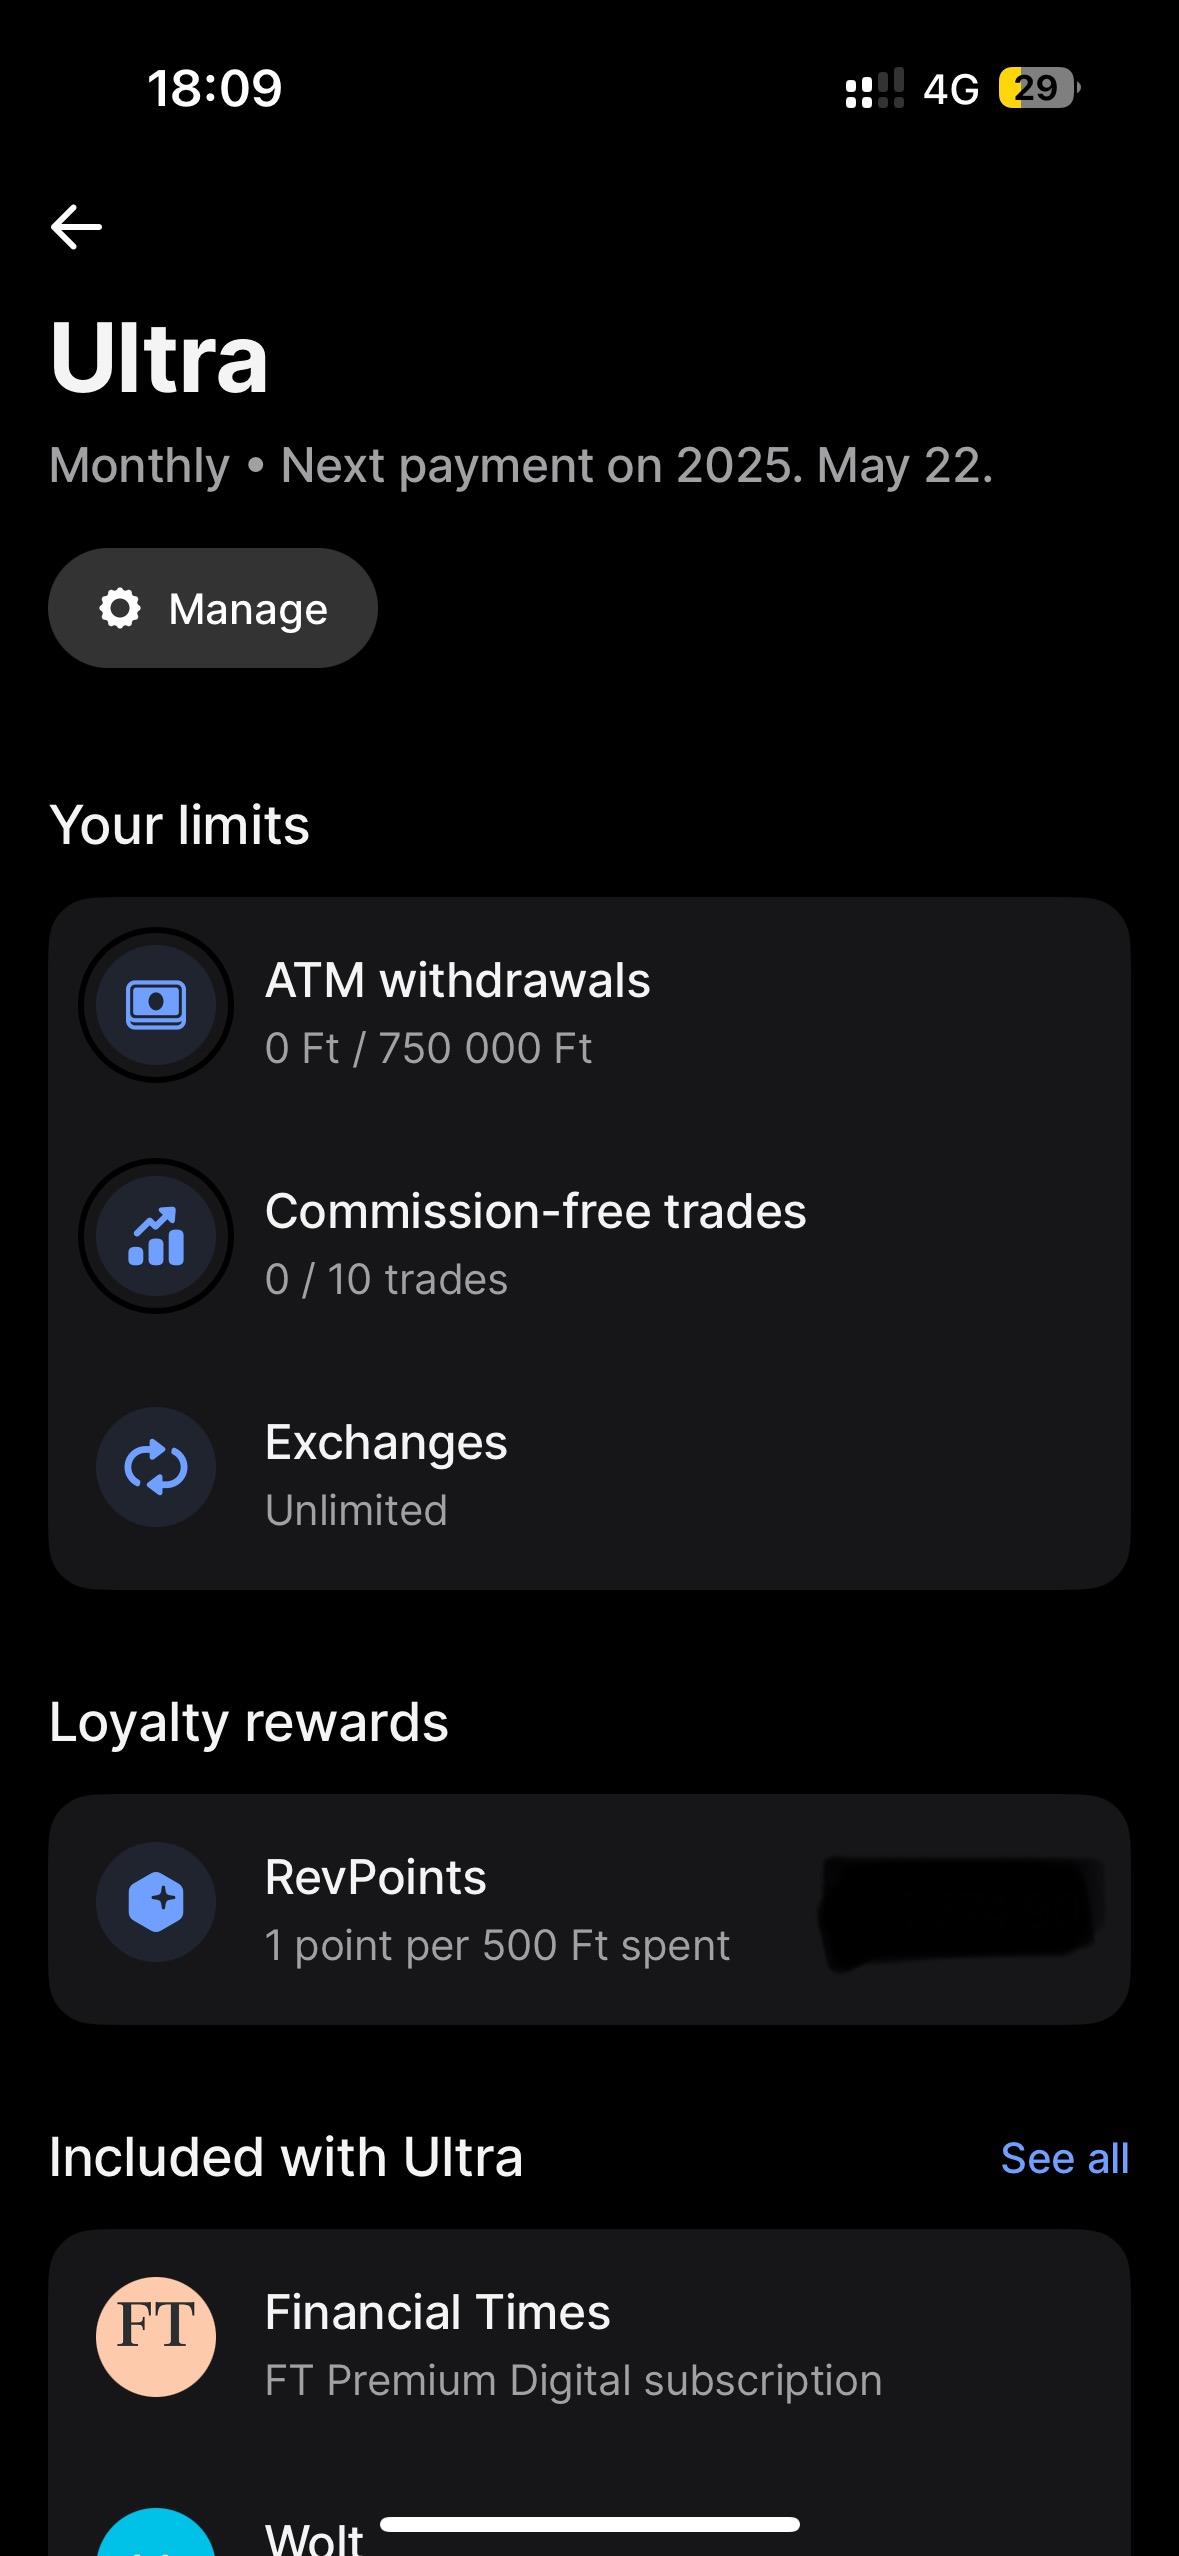 18:09
4G 29
Ultra
Monthly • Next payment on 2025. May 22.
Manage
Your limits
ATM withdrawals
0 Ft / 750 000 Ft
Commission-free trades
0 / 10 trades
Exchanges
Unlimited
Loyalty rewards
RevPoints
1 point per 500 Ft spent
Included with Ultra
See all
FT
Financial Times
FT Premium Digital subscription
Wolt